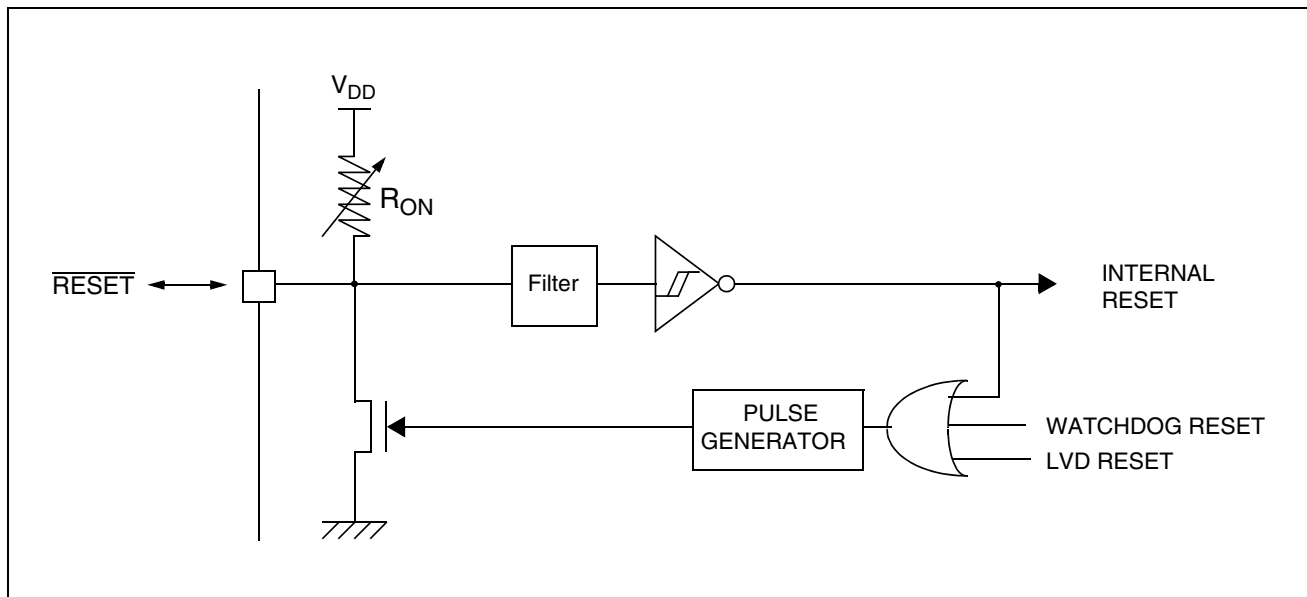 VDD
RON
RESET
Filter
INTERNAL
RESET
PULSE
GENERATOR
WATCHDOG RESET
LVD RESET